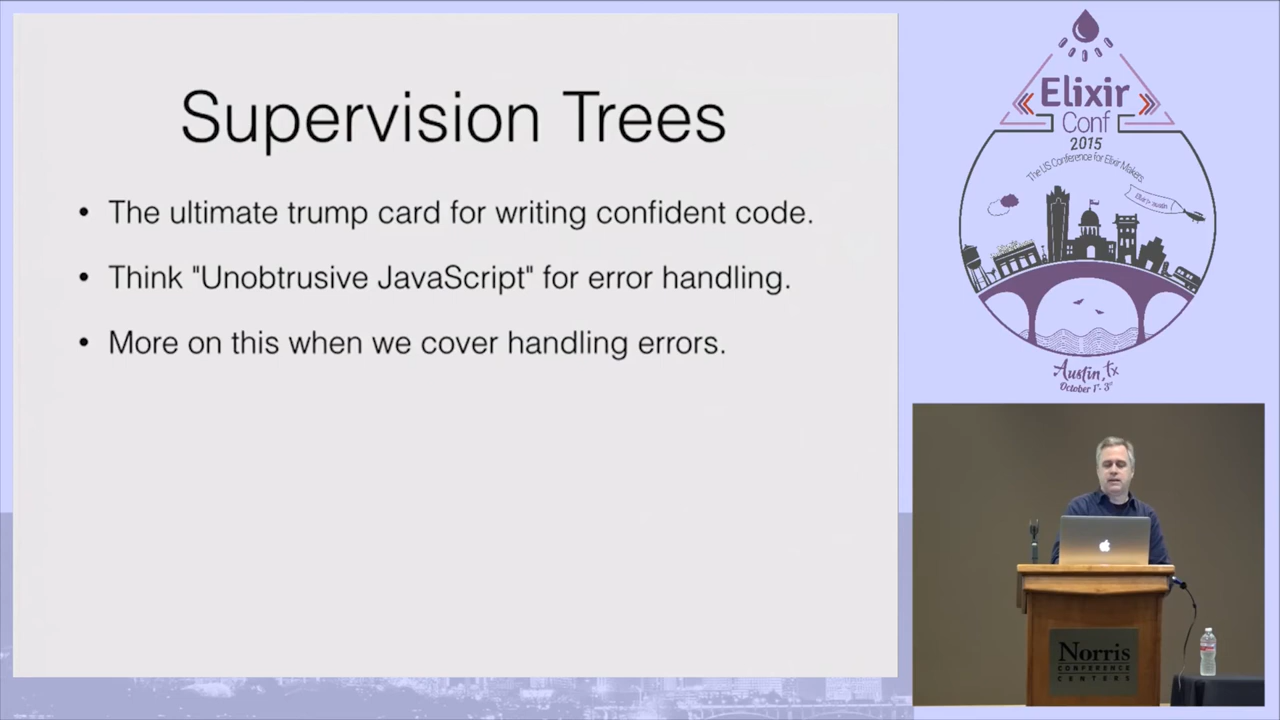 Supervision Trees
• The ultimate trump card for writing confident code.
• Think "Unobtrusive JavaScript" for error handling.
• More on this when we cover handling errors.
Elixir
Conf
2015
The US Conference for Elixir Makers
Austin, TX
October 1st - 3rd
Norris
CONFERENCE
CENTERS